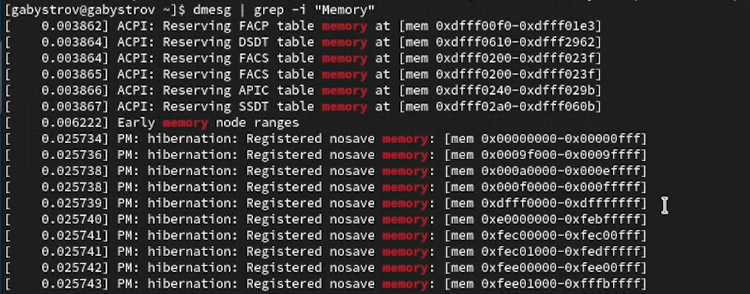 [gabystrov@gabystrov ~]$ dmesg | grep -i "Memory"
[    0.003862] ACPI: Reserving FACP table memory at [mem 0xdfff00f0-0xdfff01e3]
[    0.003864] ACPI: Reserving DSDT table memory at [mem 0xdfff0610-0xdfff2962]
[    0.003864] ACPI: Reserving FACS table memory at [mem 0xdfff0200-0xdfff023f]
[    0.003865] ACPI: Reserving FACS table memory at [mem 0xdfff0200-0xdfff023f]
[    0.003866] ACPI: Reserving APIC table memory at [mem 0xdfff0240-0xdfff029b]
[    0.003867] ACPI: Reserving SSDT table memory at [mem 0xdfff02a0-0xdfff060b]
[    0.006222] Early memory node ranges
[    0.025734] PM: hibernation: Registered nosave memory: [mem 0x00000000-0x00000fff]
[    0.025736] PM: hibernation: Registered nosave memory: [mem 0x0009f000-0x0009ffff]
[    0.025738] PM: hibernation: Registered nosave memory: [mem 0x000a0000-0x000effff]
[    0.025738] PM: hibernation: Registered nosave memory: [mem 0x000f0000-0x000fffff]
[    0.025739] PM: hibernation: Registered nosave memory: [mem 0xdfff0000-0xdfffffff]
[    0.025740] PM: hibernation: Registered nosave memory: [mem 0xe0000000-0xfebfffff]
[    0.025741] PM: hibernation: Registered nosave memory: [mem 0xfec00000-0xfec00fff]
[    0.025741] PM: hibernation: Registered nosave memory: [mem 0xfec01000-0xfedfffff]
[    0.025742] PM: hibernation: Registered nosave memory: [mem 0xfee00000-0xfee00fff]
[    0.025743] PM: hibernation: Registered nosave memory: [mem 0xfee01000-0xfffbffff]